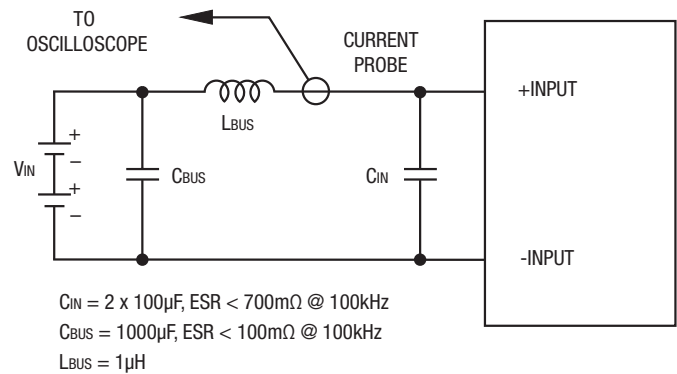 TO
OSCILLOSCOPE
CURRENT
PROBE
+INPUT
LBUS
+
−
VIN
+
−
CBUS
CIN
-INPUT
CIN = 2 x 100µF, ESR < 700mΩ @ 100kHz
CBUS = 1000µF, ESR < 100mΩ @ 100kHz
LBUS = 1µH